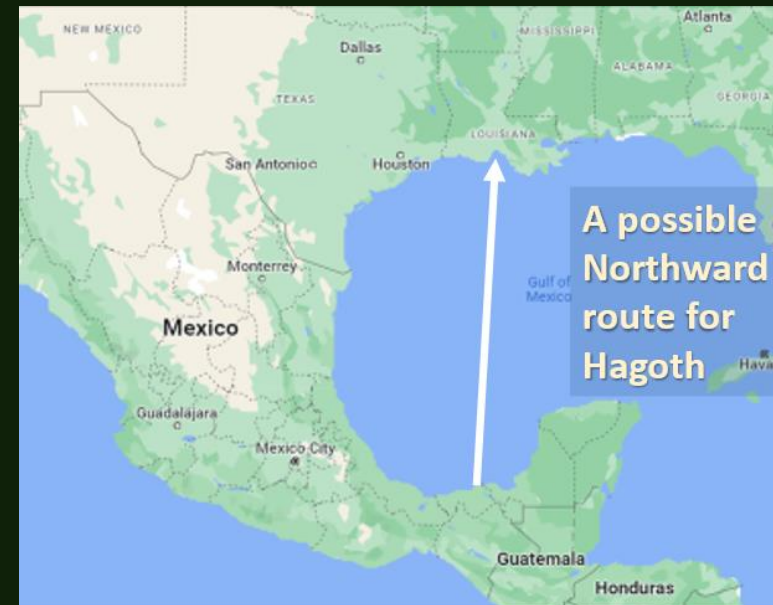 NEW MEXICO
Dallas
MISSISSIPPI
Atlanta
ALABAMA
GEORGIA
TEXAS
LOUISIANA
San Antonio
Houston
A possible
Northward
route for
Hagoth
Monterrey
Gulf of
Mexico
Mexico
Hava
Guadalajara
Mexico City
Guatemala
Honduras